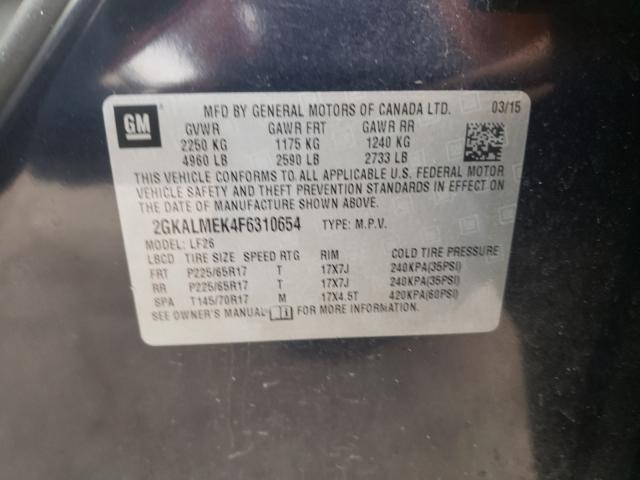 GM
MFD BY GENERAL MOTORS OF CANADA LTD. 03/15
GVWR GAWR FRT GAWR RR
2250 KG 1175 KG 1240 KG
4960 LB 2590 LB 2733 LB
THIS VEHICLE CONFORMS TO ALL APPLICABLE U.S. FEDERAL MOTOR
VEHICLE SAFETY AND THEFT PREVENTION STANDARDS IN EFFECT ON
THE DATE OF MANUFACTURE SHOWN ABOVE.
2GKALMEK4F6310654 TYPE: M.P.V.
MODEL: LF26
LBCD TIRE SIZE SPEED RTG RIM COLD TIRE PRESSURE
FRT P225/65R17 T 17X7J 240KPA(35PSI)
RR P225/65R17 T 17X7J 240KPA(35PSI)
SPA T145/70R17 M 17X4.5T 420KPA(60PSI)
SEE OWNER'S MANUAL FOR MORE INFORMATION.